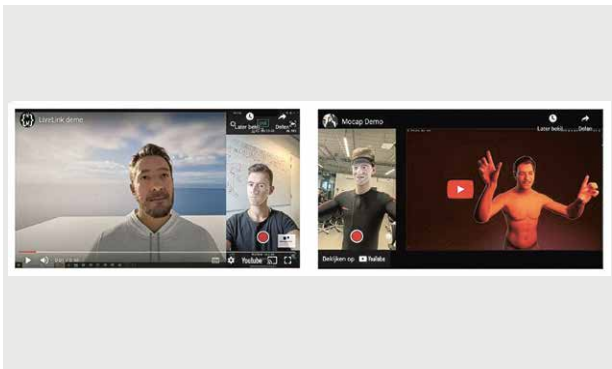 LiveLink demo
Later bekij...
Delen
YouTube
Mocap Demo
Later bekij...
Delen
Bekijken op YouTube